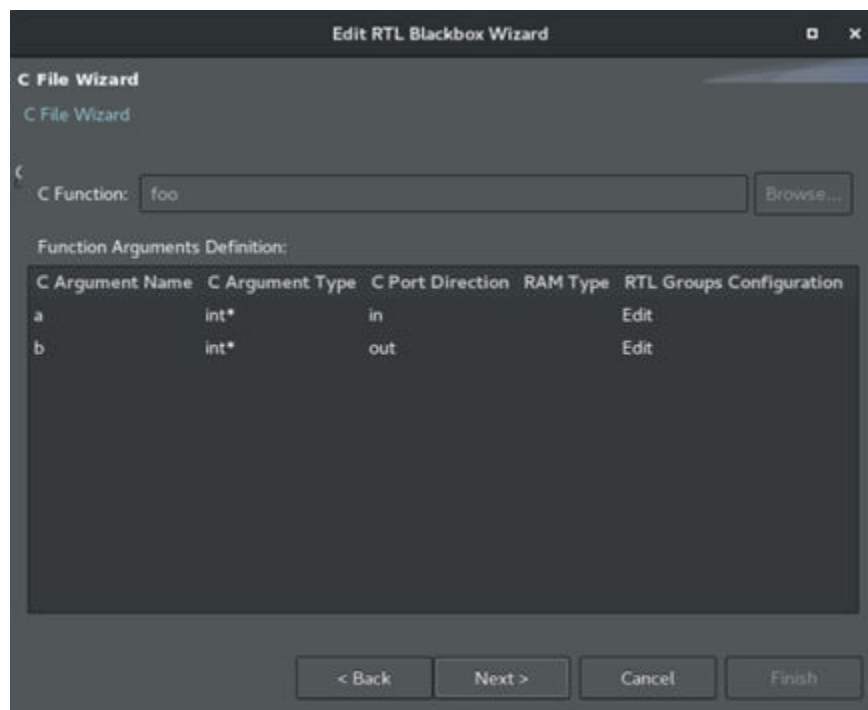 Edit RTL Blackbox Wizard
C File Wizard
C File Wizard
C Function: foo Browse...
Function Arguments Definition:
C Argument Name C Argument Type C Port Direction RAM Type RTL Groups Configuration
a int* in Edit
b int* out Edit
< Back Next > Cancel Finish